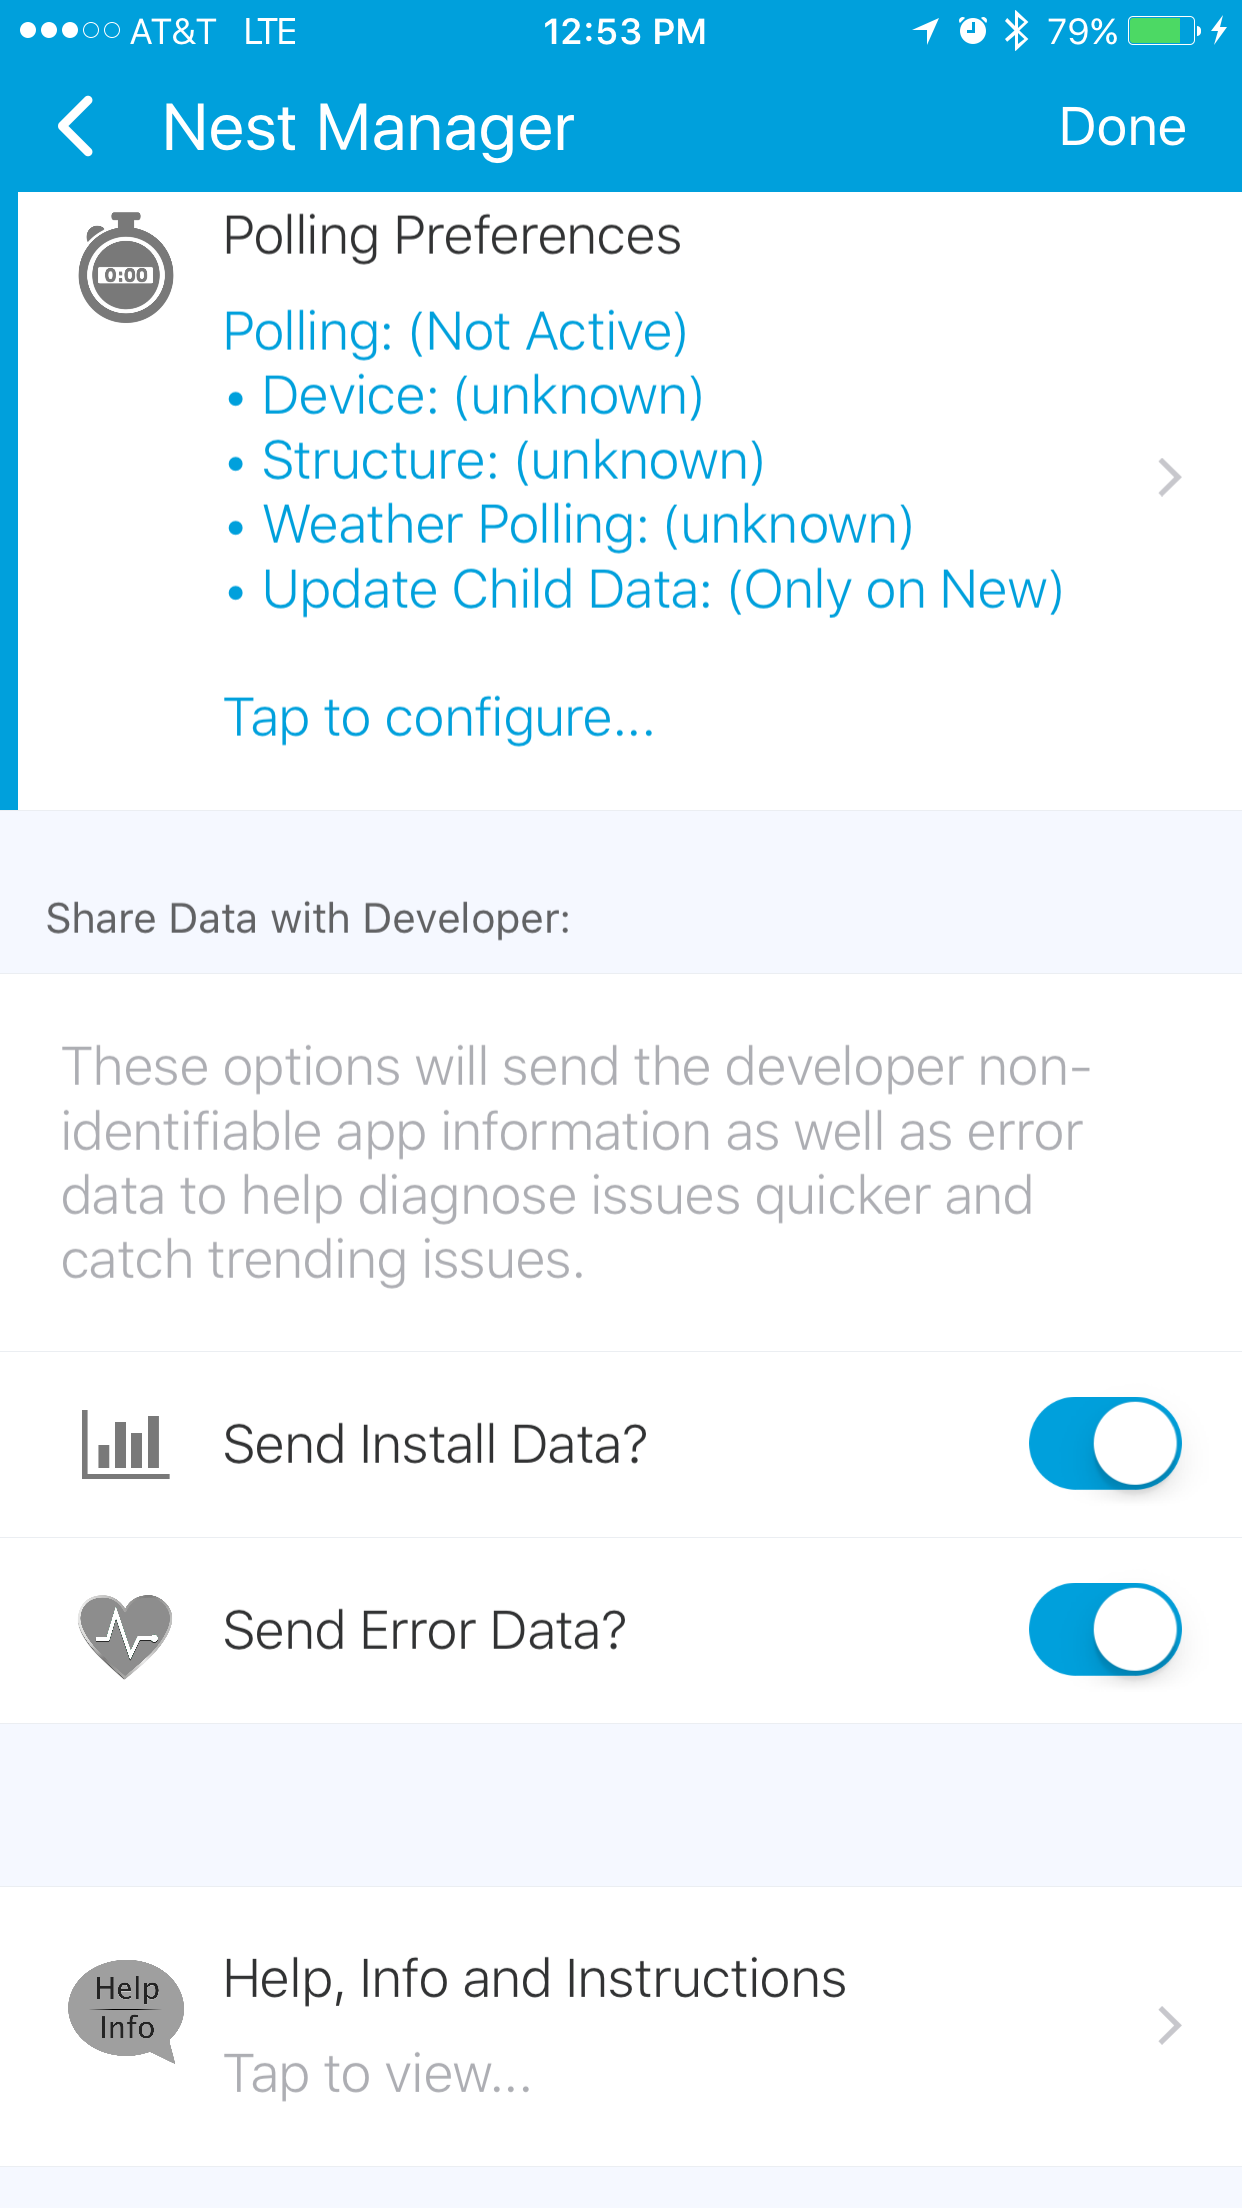 AT&T LTE 12:53 PM 79%
Nest Manager Done
0:00
Polling Preferences
Polling: (Not Active)
• Device: (unknown)
• Structure: (unknown)
• Weather Polling: (unknown)
• Update Child Data: (Only on New)
Tap to configure...
Share Data with Developer:
These options will send the developer non-
identifiable app information as well as error
data to help diagnose issues quicker and
catch trending issues.
Send Install Data?
Send Error Data?
Help
Info
Help, Info and Instructions
Tap to view...